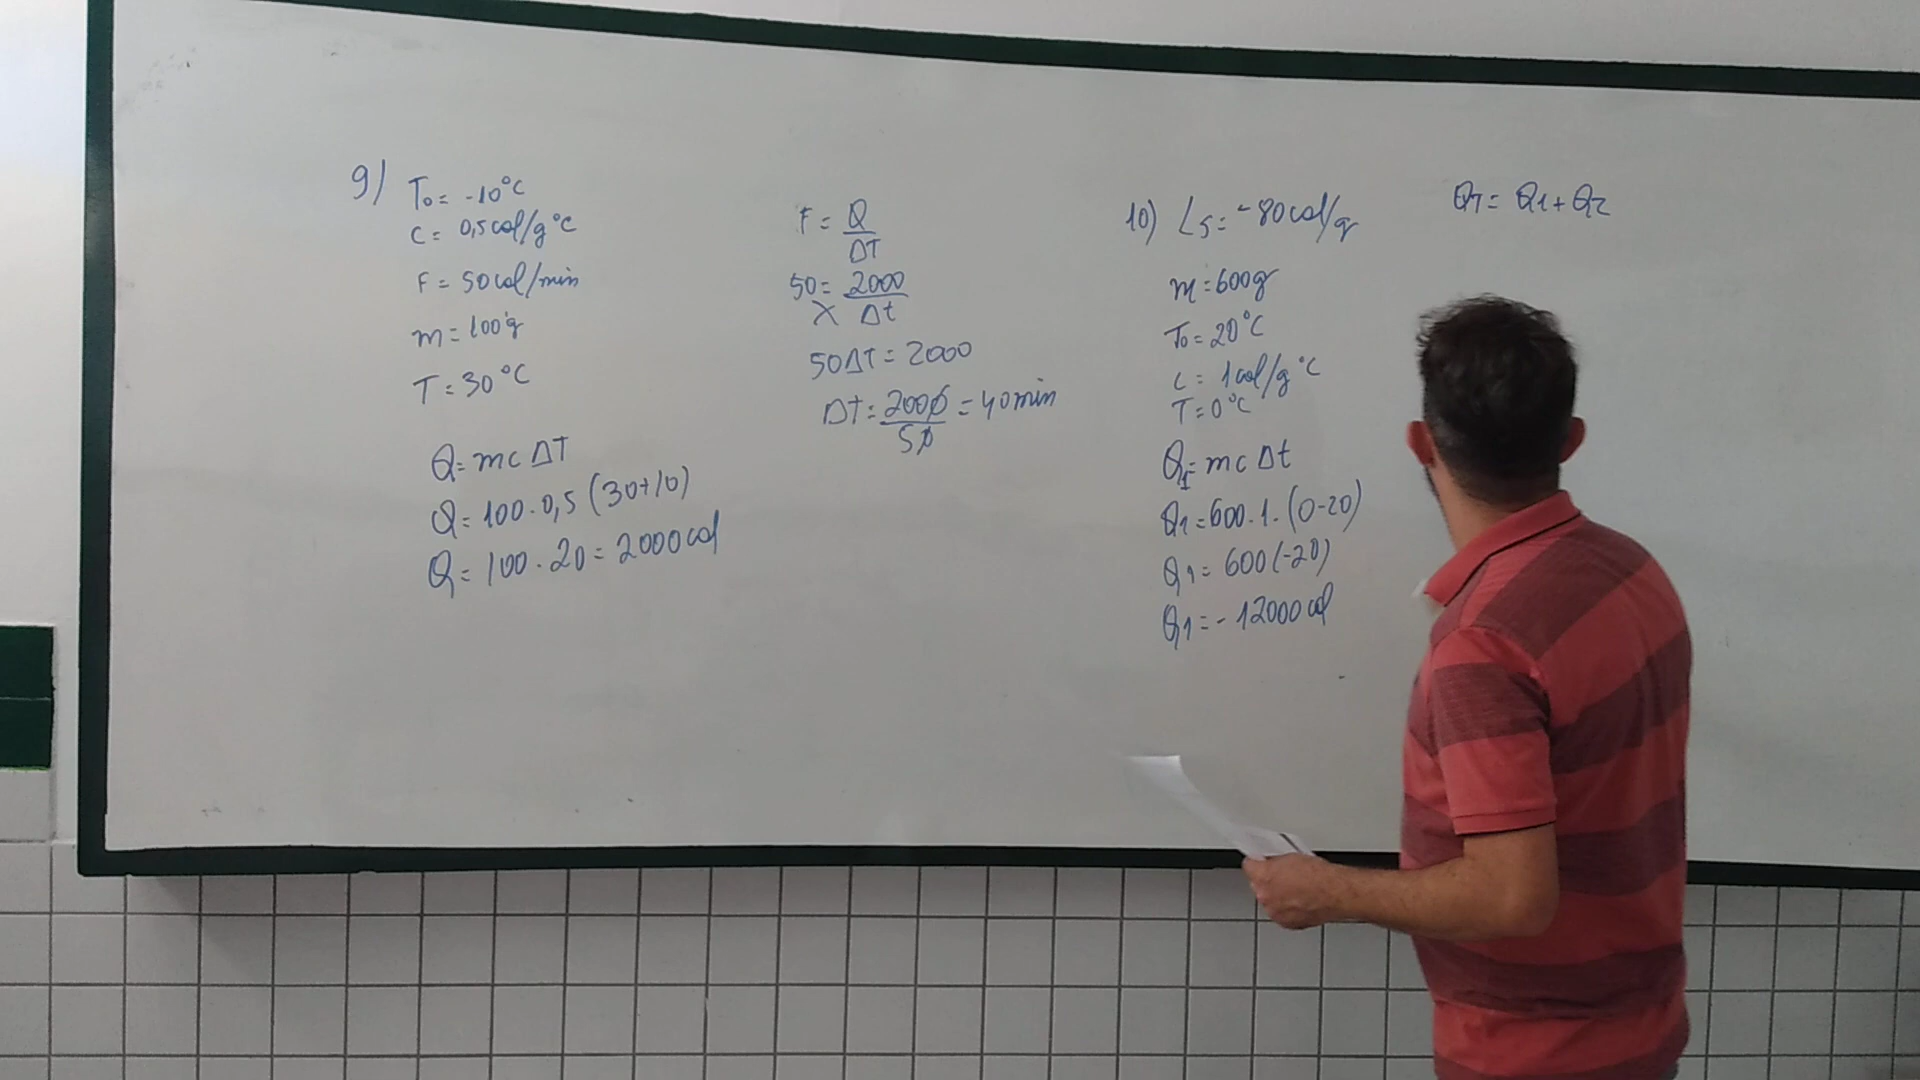 9) To = -10°C
C = 0,5 cal/g°C
F = 50 cal/min
m = 100g
T = 30°C
Q = mcΔT
Q = 100.0,5 (30+10)
Q = 100.20 = 2000 cal
F = Q/ΔT
50 = 2000/Δt
X
50ΔT = 2000
ΔT = 2000/50 = 40 min
10) Ls = -80 cal/g
m = 600g
To = 20°C
c = 1 cal/g°C
T = 0°C
Q1 = mcΔt
Q1 = 600.1.(0-20)
Q1 = 600(-20)
Q1 = -12000 cal
QT = Q1+Q2